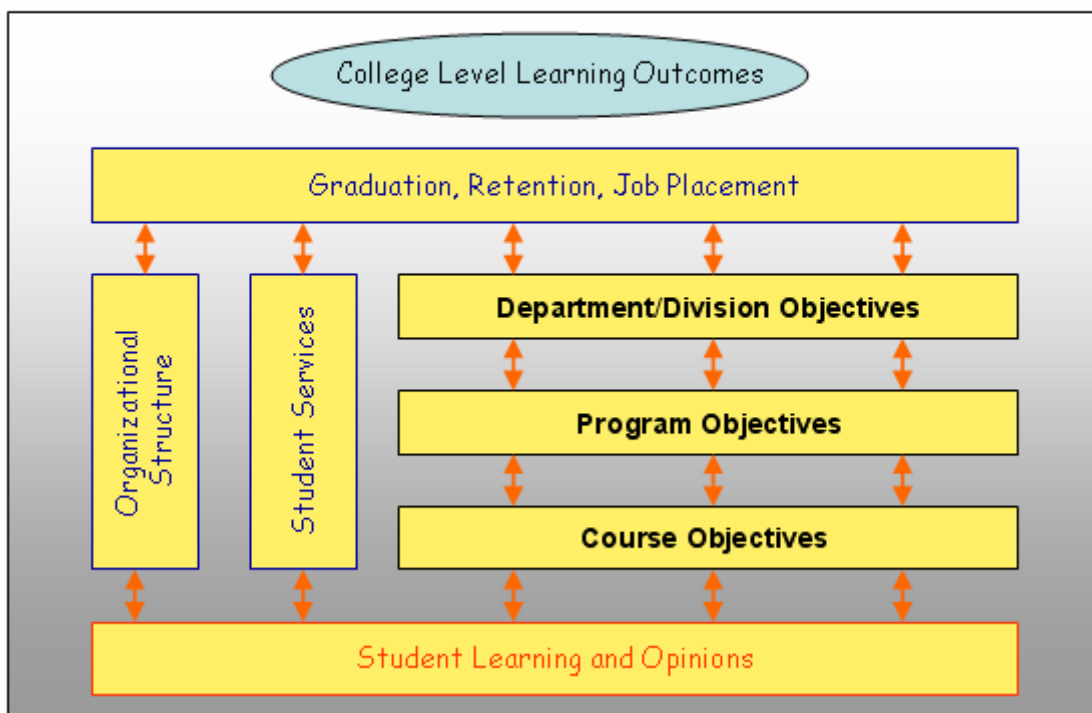 College Level Learning Outcomes
Graduation, Retention, Job Placement
Organizational
Structure
Student Services
Department/Division Objectives
Program Objectives
Course Objectives
Student Learning and Opinions